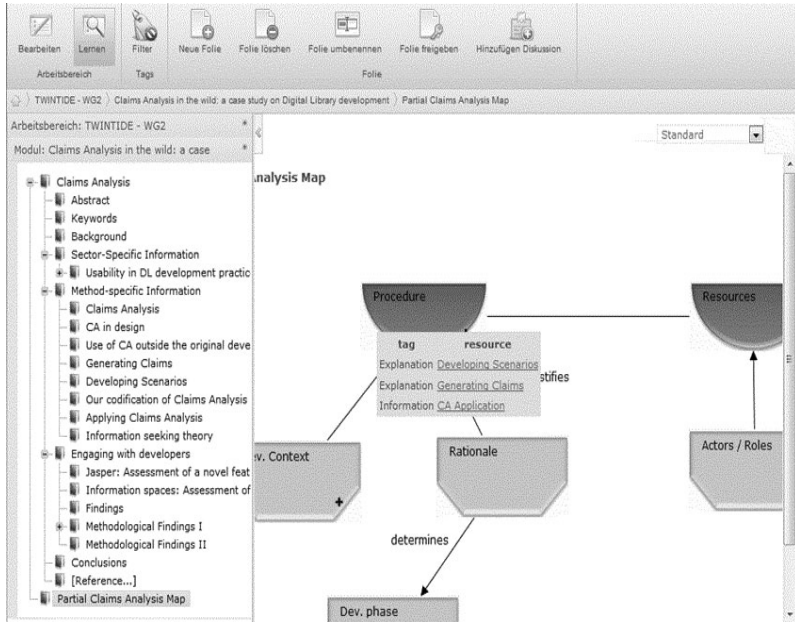 Bearbeiten Lernen Filter Neue Folie Folie löschen Folie umbenennen Folie freigeben Hinzufügen Diskussion
Arbeitsbereich Tags Folie
TWINTIDE - WG2 Claims Analysis in the wild: a case study on Digital Library development Partial Claims Analysis Map
Arbeitsbereich: TWINTIDE - WG2
Modul: Claims Analysis in the wild: a case
Claims Analysis
Abstract
Keywords
Background
Sector-Specific Information
Usability in DL development practic
Method-specific Information
Claims Analysis
CA in design
Use of CA outside the original deve
Generating Claims
Developing Scenarios
Our codification of Claims Analysis
Applying Claims Analysis
Information seeking theory
Engaging with developers
Jasper: Assessment of a novel feat
Information spaces: Assessment of
Findings
Methodological Findings I
Methodological Findings II
Conclusions
[Reference...]
Partial Claims Analysis Map
Standard
nalysis Map
Procedure
Resources
tag resource
Explanation Developing Scenarios
Explanation Generating Claims
Information CA Application
stifies
ev. Context
Rationale
Actors / Roles
determines
Dev. phase